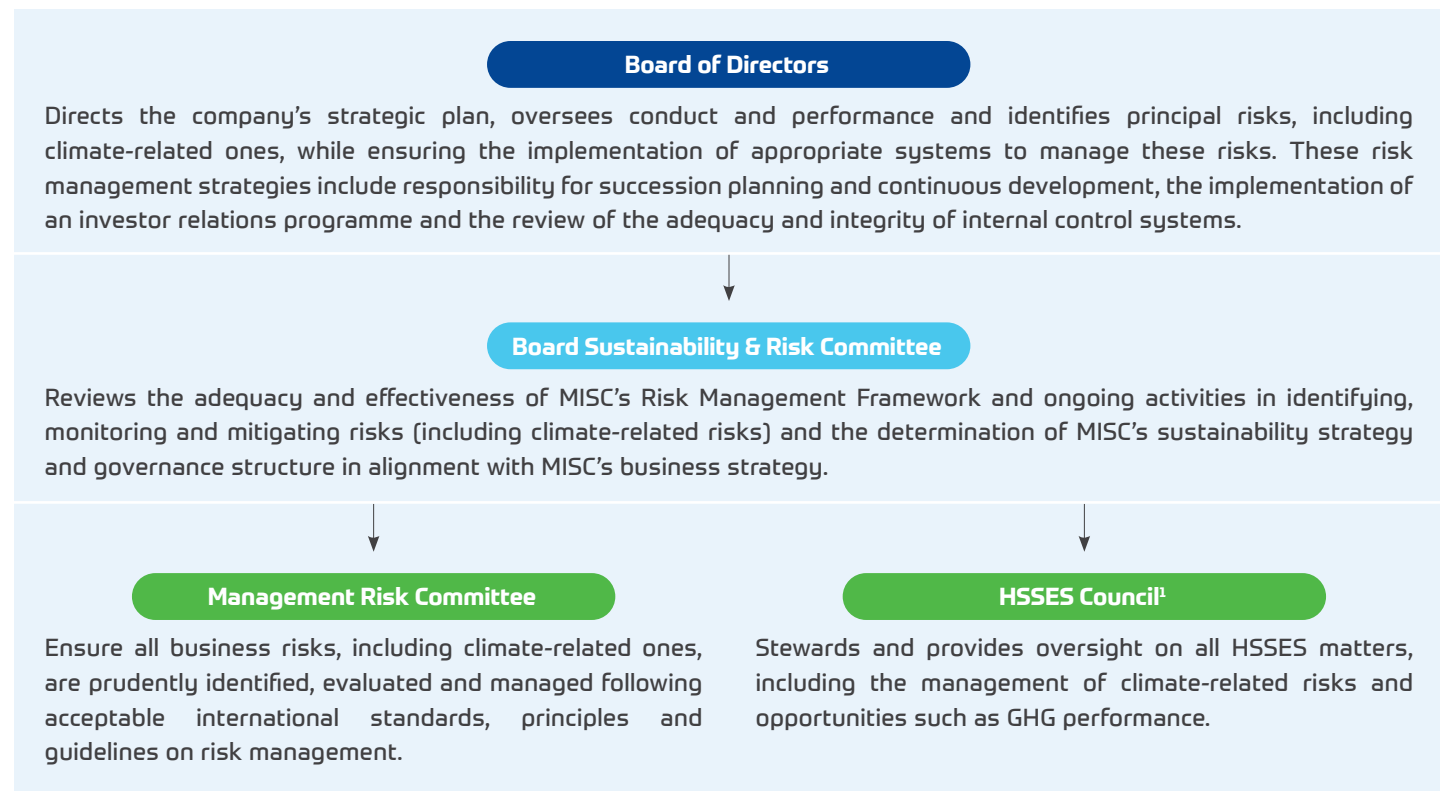 Board of Directors
Directs the company’s strategic plan, oversees conduct and performance and identifies principal risks, including
climate-related ones, while ensuring the implementation of appropriate systems to manage these risks. These risk
management strategies include responsibility for succession planning and continuous development, the implementation of
an investor relations programme and the review of the adequacy and integrity of internal control systems.
Board Sustainability & Risk Committee
Reviews the adequacy and effectiveness of MISC’s Risk Management Framework and ongoing activities in identifying,
monitoring and mitigating risks (including climate-related risks) and the determination of MISC’s sustainability strategy
and governance structure in alignment with MISC’s business strategy.
Management Risk Committee
Ensure all business risks, including climate-related ones,
are prudently identified, evaluated and managed following
acceptable international standards, principles and
guidelines on risk management.
HSSES Council¹
Stewards and provides oversight on all HSSES matters,
including the management of climate-related risks and
opportunities such as GHG performance.